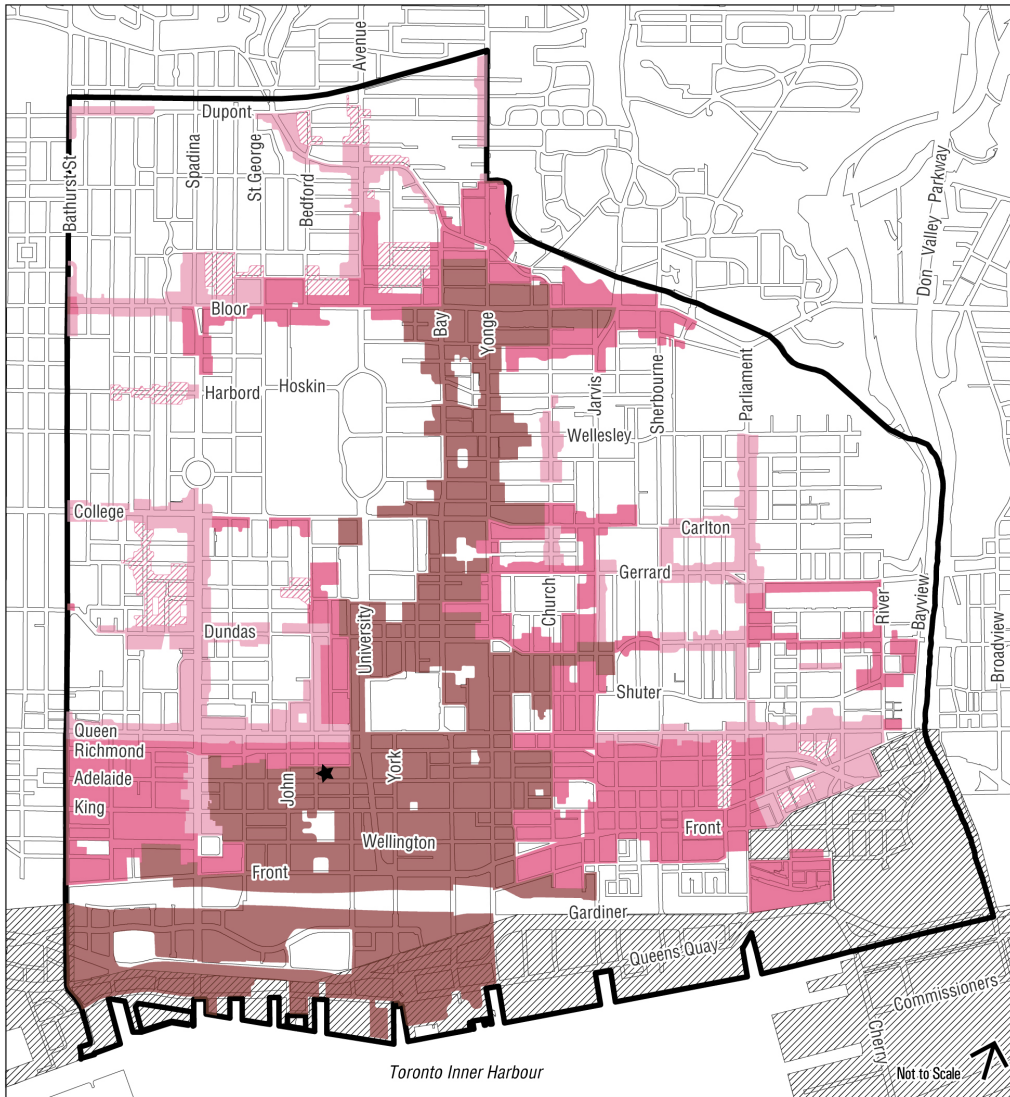 Avenue
Dupont
Spadina
St.George
Bedford
Bathurst St
Don Valley Parkway
Bloor
Bay
Yonge
Harbord
Hoskin
Jarvis
Sherbourne
Parliament
Wellesley
College
Carlton
Gerrard
Church
Dundas
University
River
Bayview
Broadview
Shuter
Queen
Richmond
Adelaide
King
John
York
Wellington
Front
Front
Gardiner
Queens Quay
Commissioners
Cherry
Toronto Inner Harbour
Not to Scale